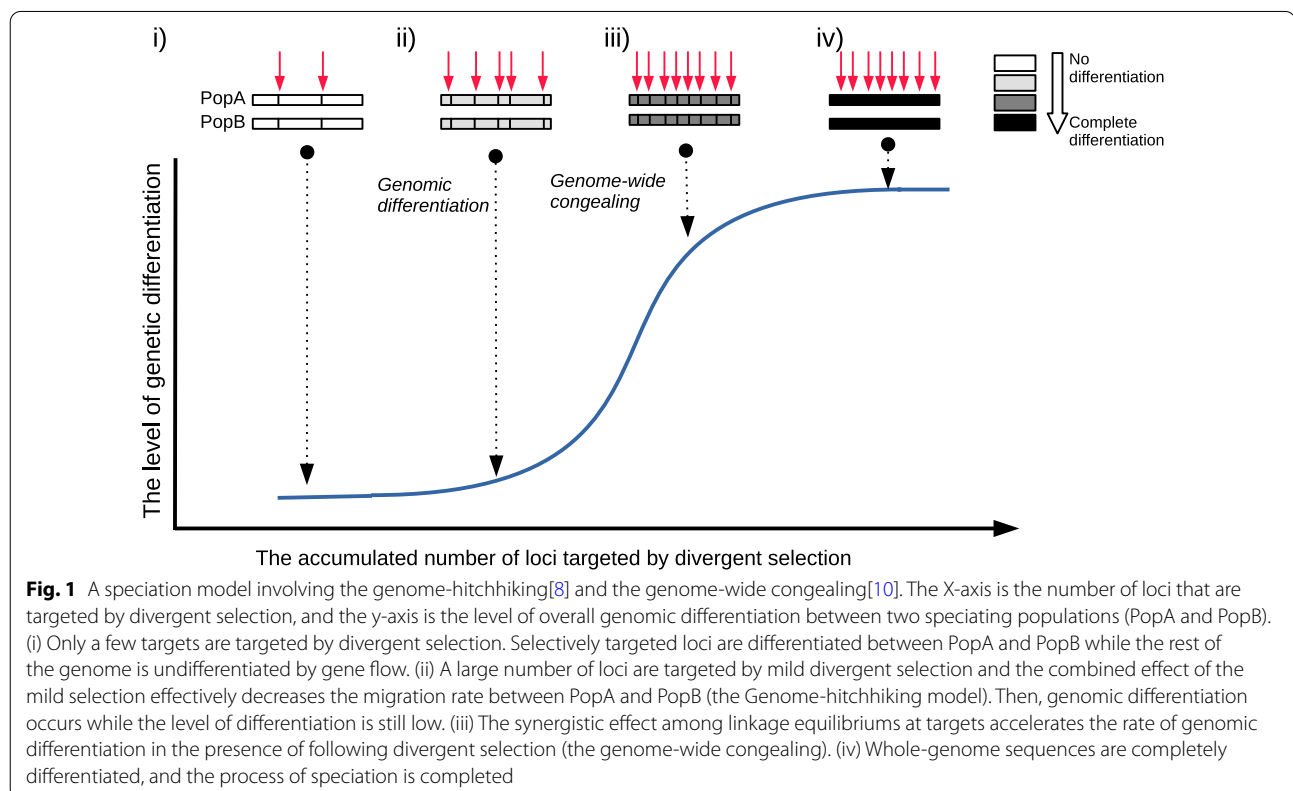 i)
ii)
iii)
iv)
PopA
PopB
No
differentiation
Complete
differentiation
Genomic
differentiation
Genome-wide
congealing
The level of genetic differentiation
The accumulated number of loci targeted by divergent selection
Fig. 1 A speciation model involving the genome-hitchhiking[8] and the genome-wide congealing[10]. The X-axis is the number of loci that are
targeted by divergent selection, and the y-axis is the level of overall genomic differentiation between two speciating populations (PopA and PopB).
(i) Only a few targets are targeted by divergent selection. Selectively targeted loci are differentiated between PopA and PopB while the rest of
the genome is undifferentiated by gene flow. (ii) A large number of loci are targeted by mild divergent selection and the combined effect of the
mild selection effectively decreases the migration rate between PopA and PopB (the Genome-hitchhiking model). Then, genomic differentiation
occurs while the level of differentiation is still low. (iii) The synergistic effect among linkage equilibriums at targets accelerates the rate of genomic
differentiation in the presence of following divergent selection (the genome-wide congealing). (iv) Whole-genome sequences are completely
differentiated, and the process of speciation is completed